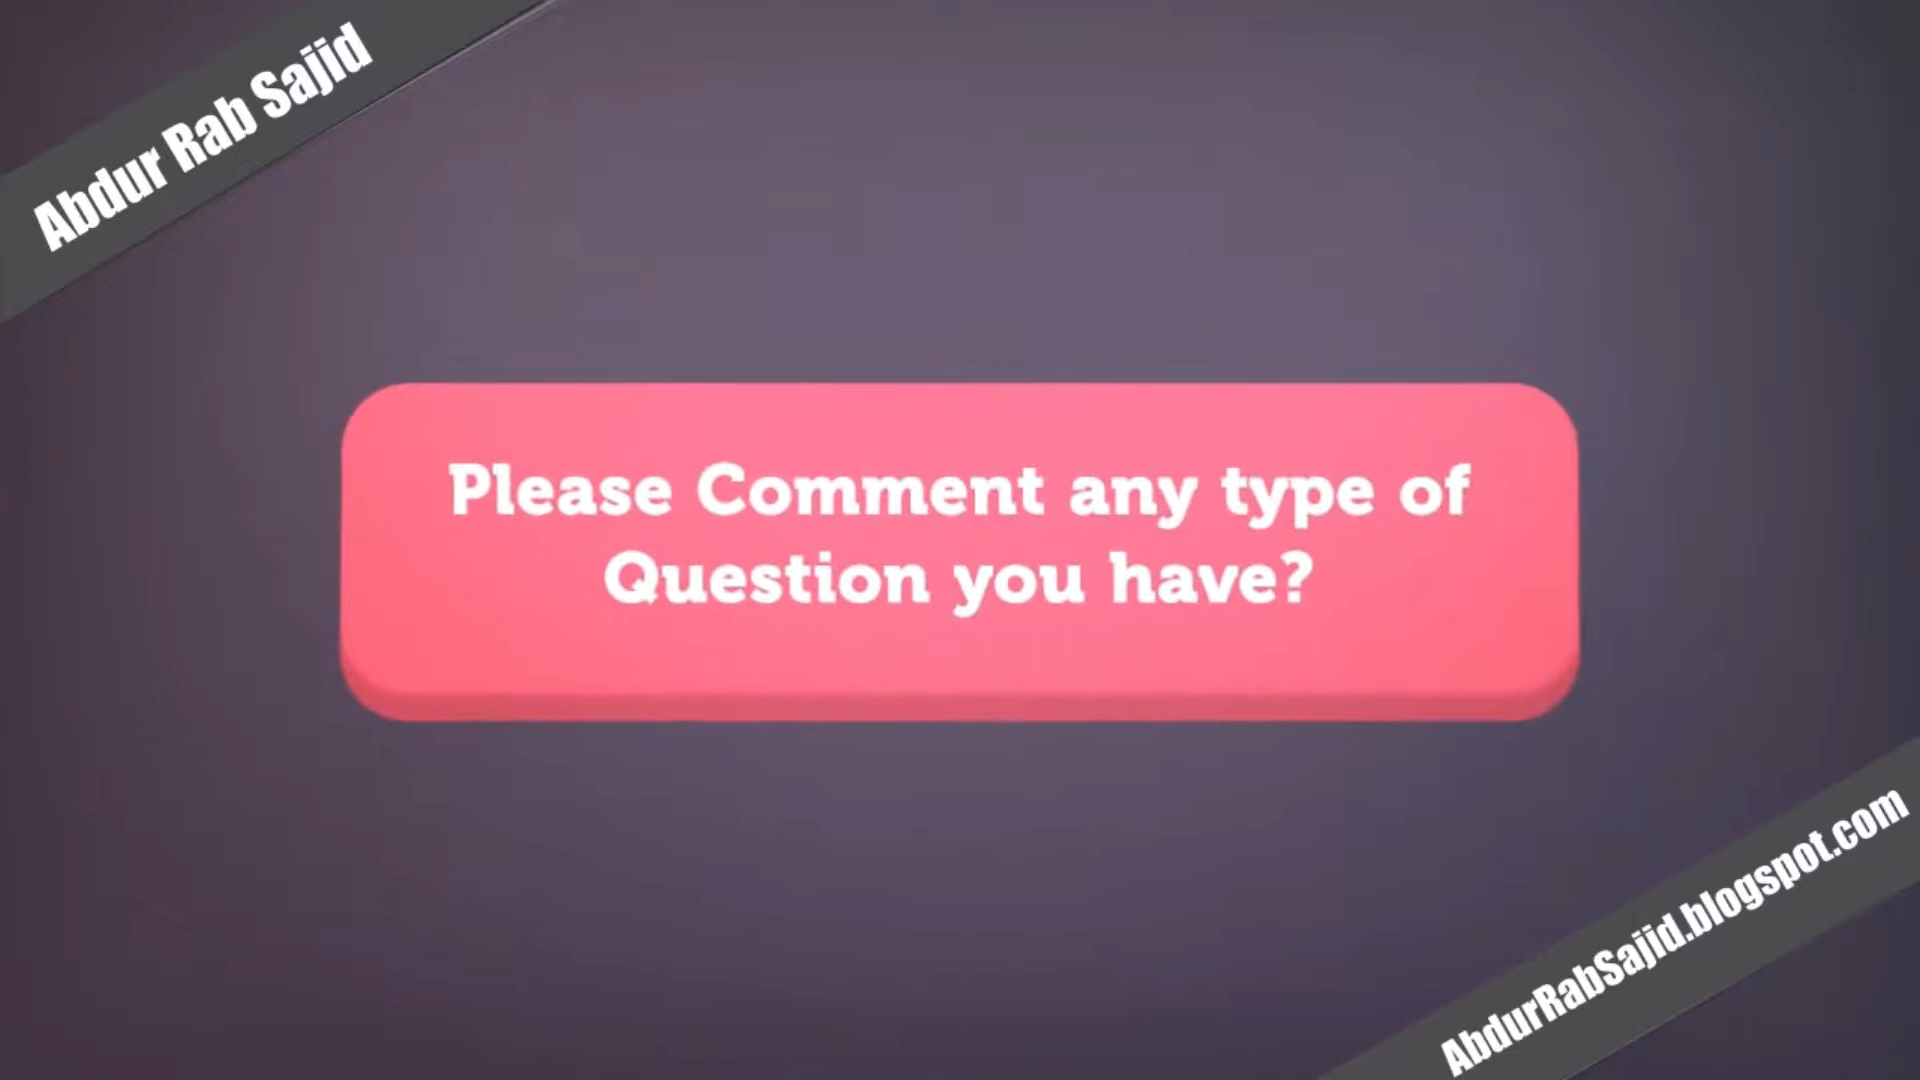 Abdur Rab Sajid
Please Comment any type of
Question you have?
AbdurRabSajid.blogspot.com